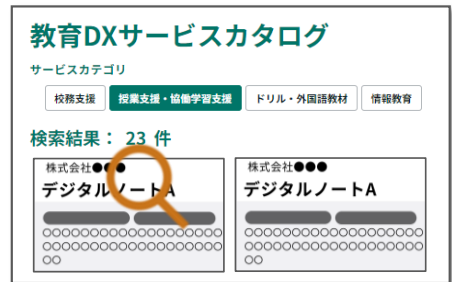 教育DXサービスカタログ
サービスカテゴリ
校務支援 授業支援・協働学習支援 ドリル・外国語教材 情報教育
検索結果： 23 件
株式会社●●●
デジタルノートA
○○○○○○○○○○○○○○○○○○○
○○○○○○○○○○○○○○○○○○○
○○
株式会社●●●
デジタルノートA
○○○○○○○○○○○○○○○○○○○
○○○○○○○○○○○○○○○○○○○
○○